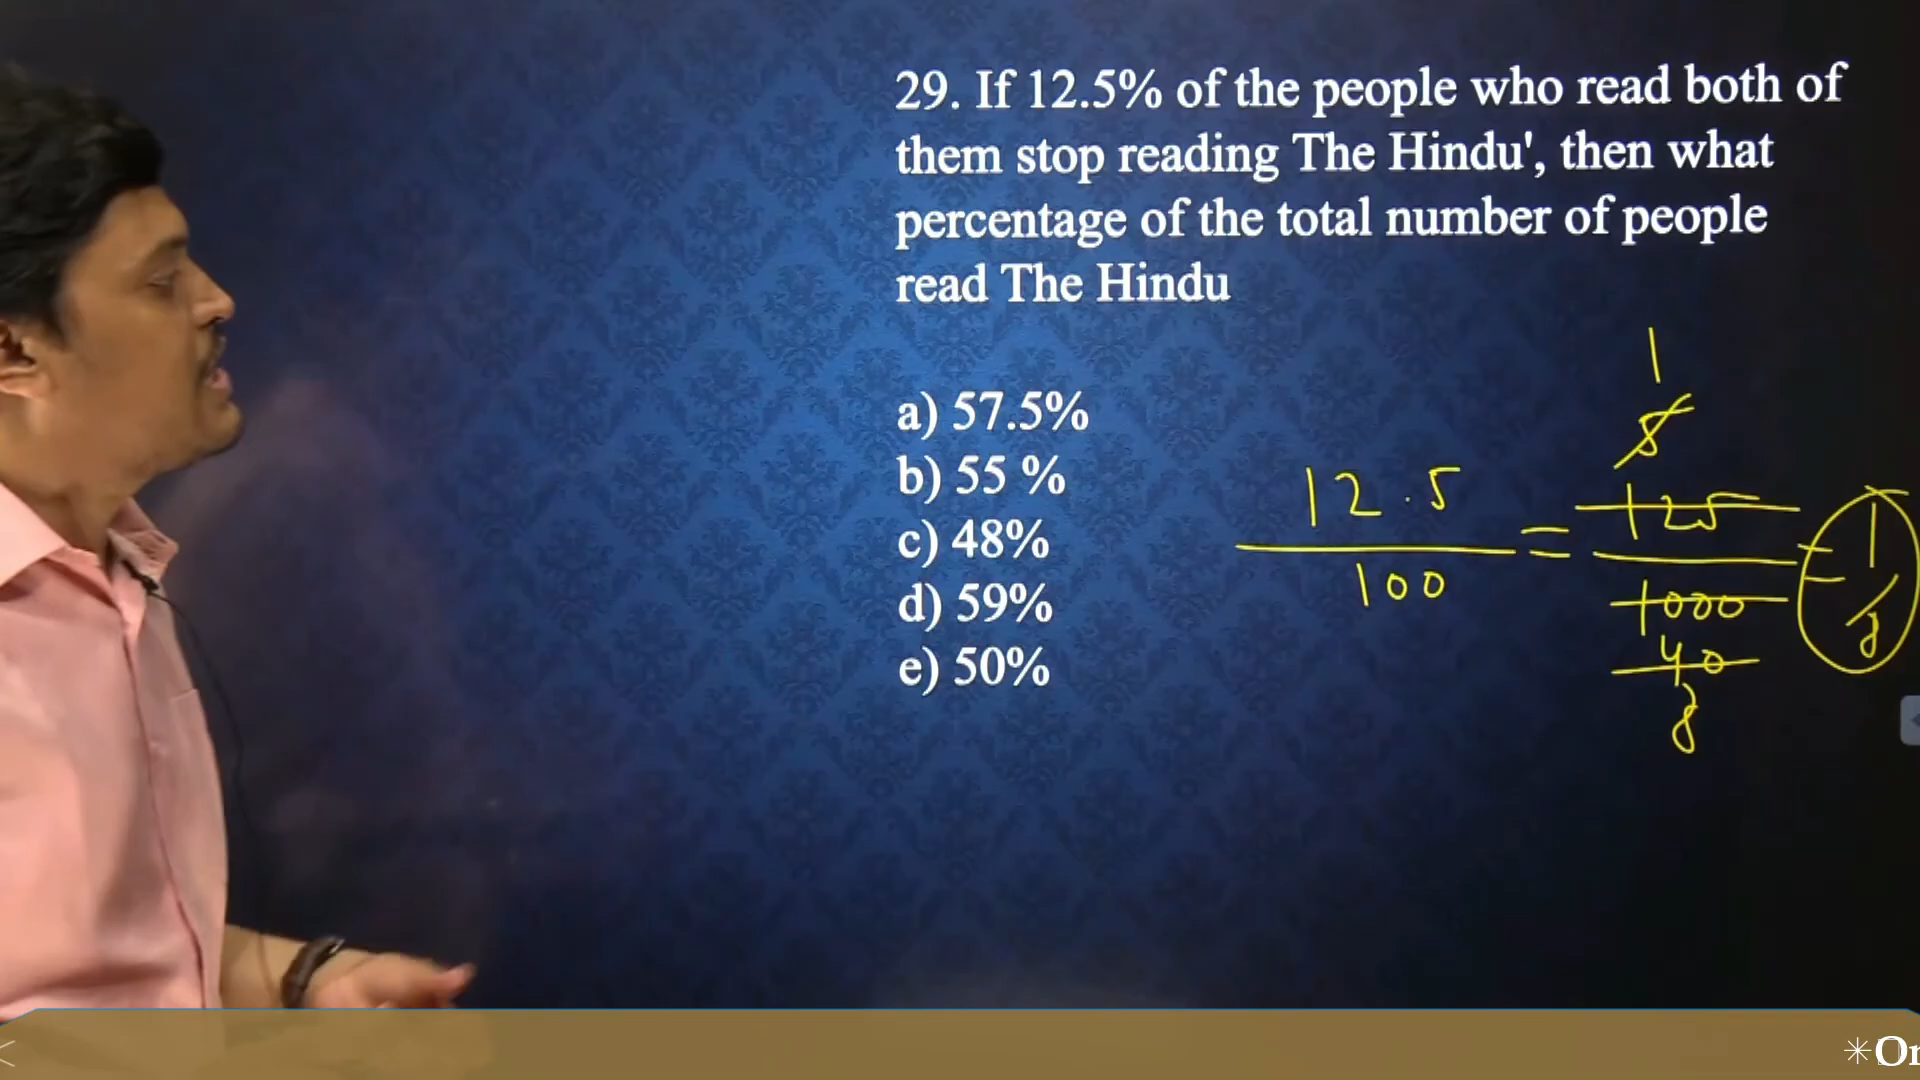 29. If 12.5% of the people who read both of
them stop reading The Hindu', then what
percentage of the total number of people
read The Hindu
a) 57.5%
b) 55 %
c) 48%
d) 59%
e) 50%
1
5
12.5
100
=
125
1000
40
8
=
1
8